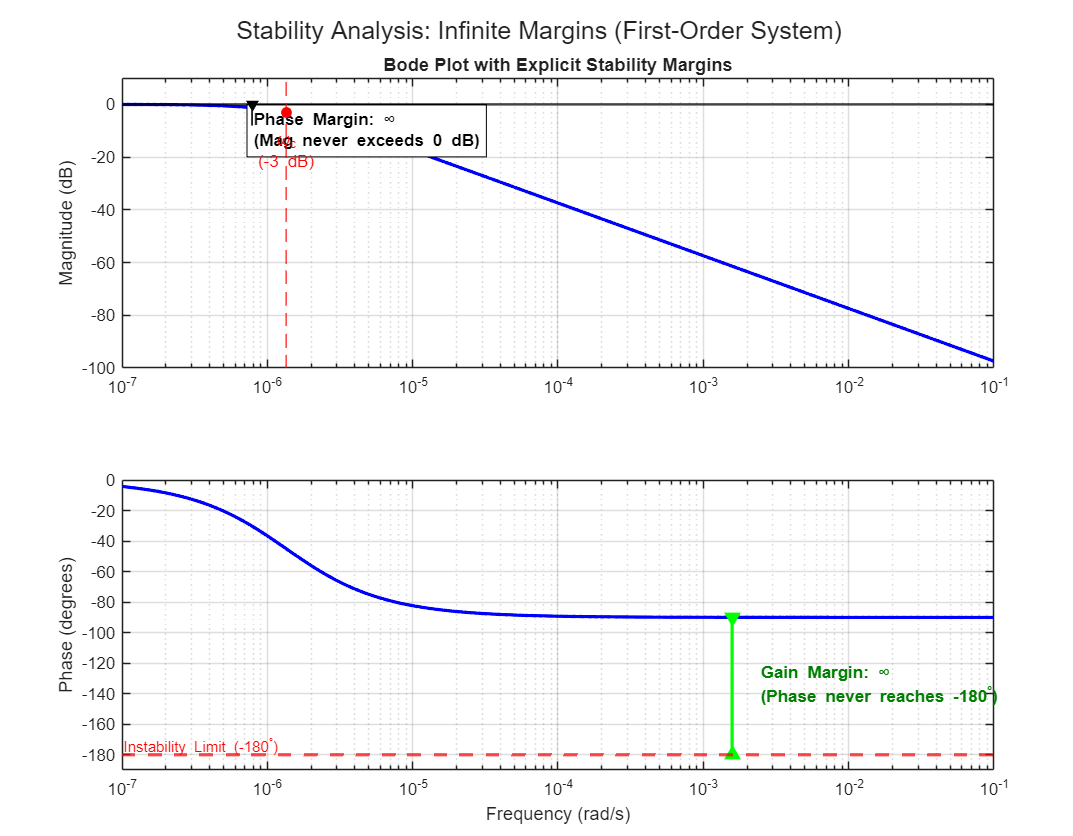 Stability Analysis: Infinite Margins (First-Order System)
Bode Plot with Explicit Stability Margins
Magnitude (dB)
0
-20
-40
-60
-80
-100
Phase Margin: ∞
(Mag never exceeds 0 dB)
(-3 dB)
10⁻⁷ 10⁻⁶ 10⁻⁵ 10⁻⁴ 10⁻³ 10⁻² 10⁻¹
Phase (degrees)
0
-20
-40
-60
-80
-100
-120
-140
-160
-180
Gain Margin: ∞
(Phase never reaches -180°)
Instability Limit (-180°)
10⁻⁷ 10⁻⁶ 10⁻⁵ 10⁻⁴ 10⁻³ 10⁻² 10⁻¹
Frequency (rad/s)